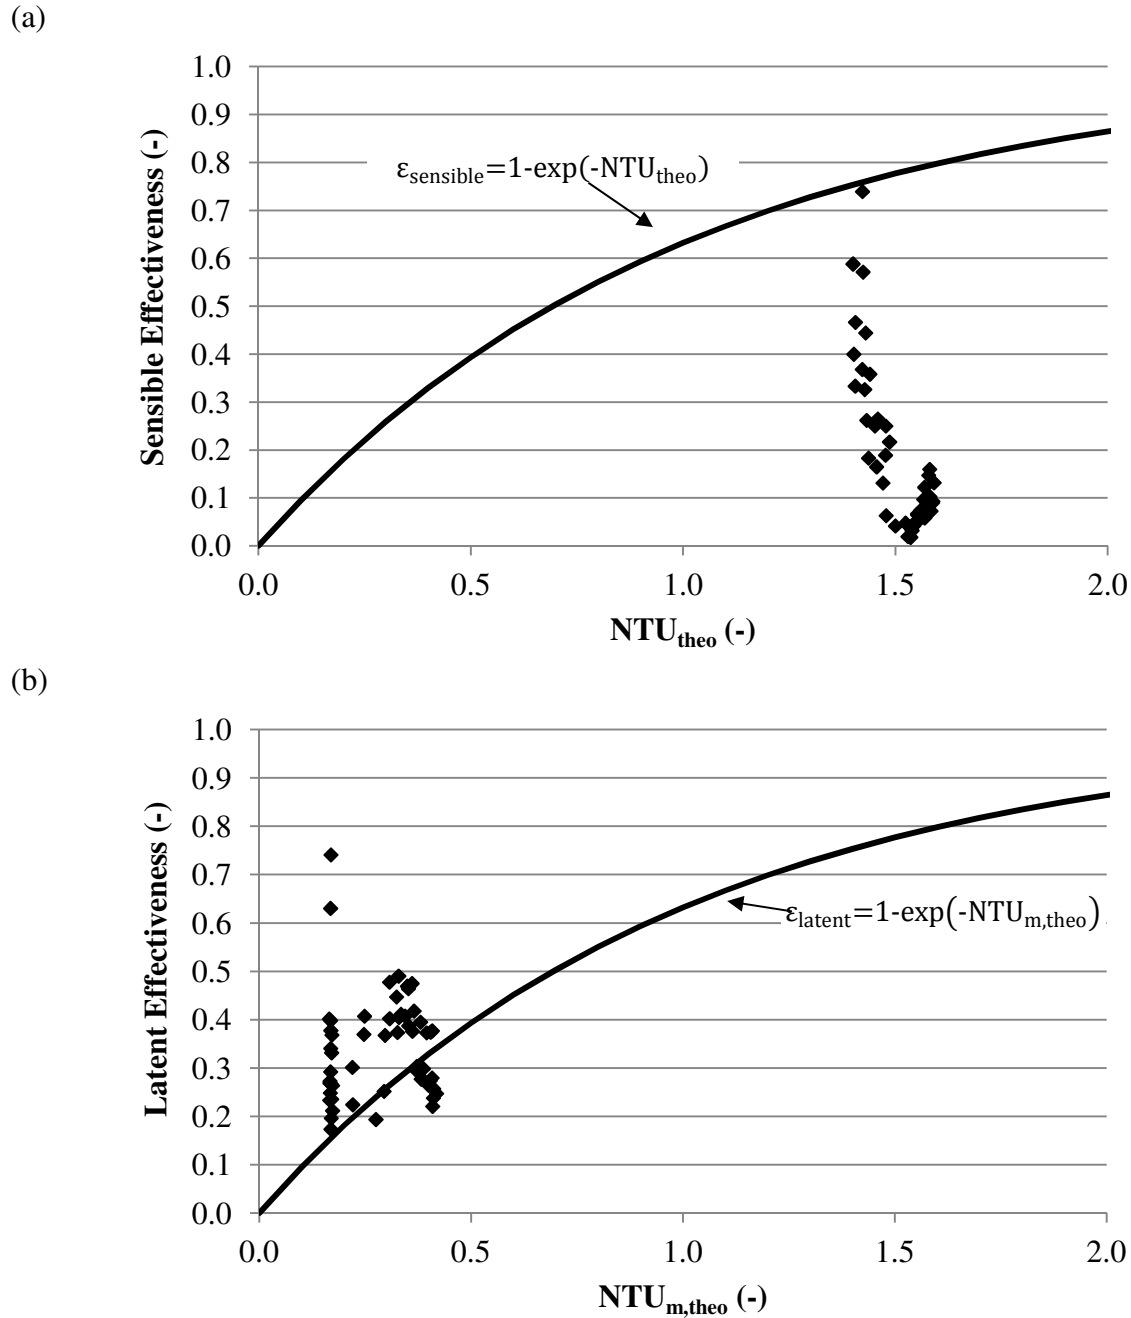 (a)
1.0
0.9
0.8
0.7
0.6
0.5
0.4
0.3
0.2
0.1
0.0
Sensible Effectiveness (-)
εsensible=1-exp(-NTUtheo)
0.0 0.5 1.0 1.5 2.0
NTUtheo (-)
(b)
1.0
0.9
0.8
0.7
0.6
0.5
0.4
0.3
0.2
0.1
0.0
Latent Effectiveness (-)
εlatent=1-exp(-NTUm,theo)
0.0 0.5 1.0 1.5 2.0
NTUm,theo (-)